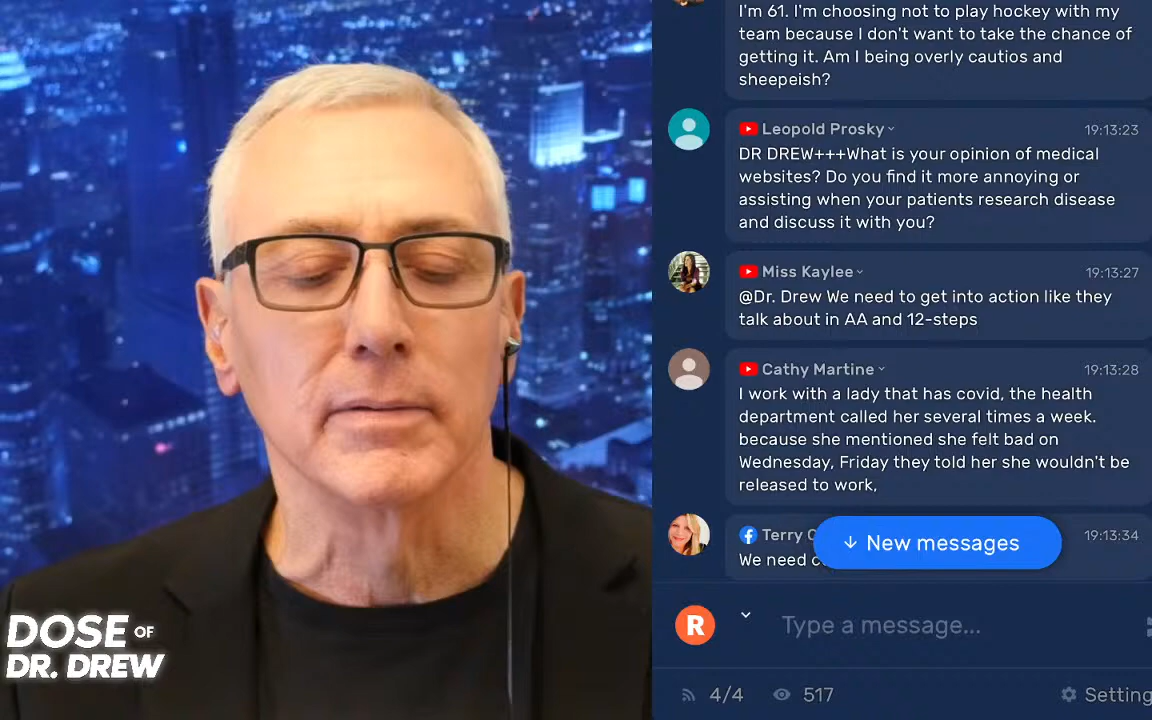 I'm 61. I'm choosing not to play hockey with my
team because I don't want to take the chance of
getting it. Am I being overly cautios and
sheepeish?
Leopold Prosky
19:13:23
DR DREW+++What is your opinion of medical
websites? Do you find it more annoying or
assisting when your patients research disease
and discuss it with you?
Miss Kaylee
19:13:27
@Dr. Drew We need to get into action like they
talk about in AA and 12-steps
Cathy Martine
19:13:28
I work with a lady that has covid, the health
department called her several times a week.
because she mentioned she felt bad on
Wednesday, Friday they told her she wouldn't be
released to work,
Terry
19:13:34
We need
New messages
R
Type a message...
4/4
517
Setting
DOSE OF
DR. DREW